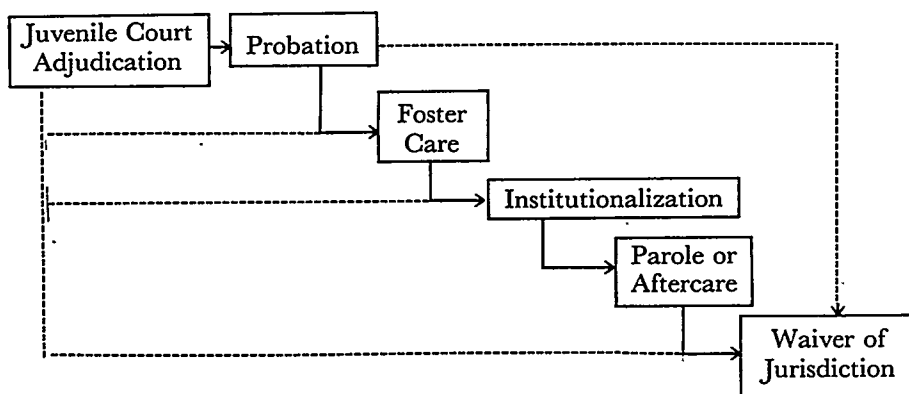 Juvenile Court
Adjudication
Probation
Foster
Care
Institutionalization
Parole or
Aftercare
Waiver of
Jurisdiction